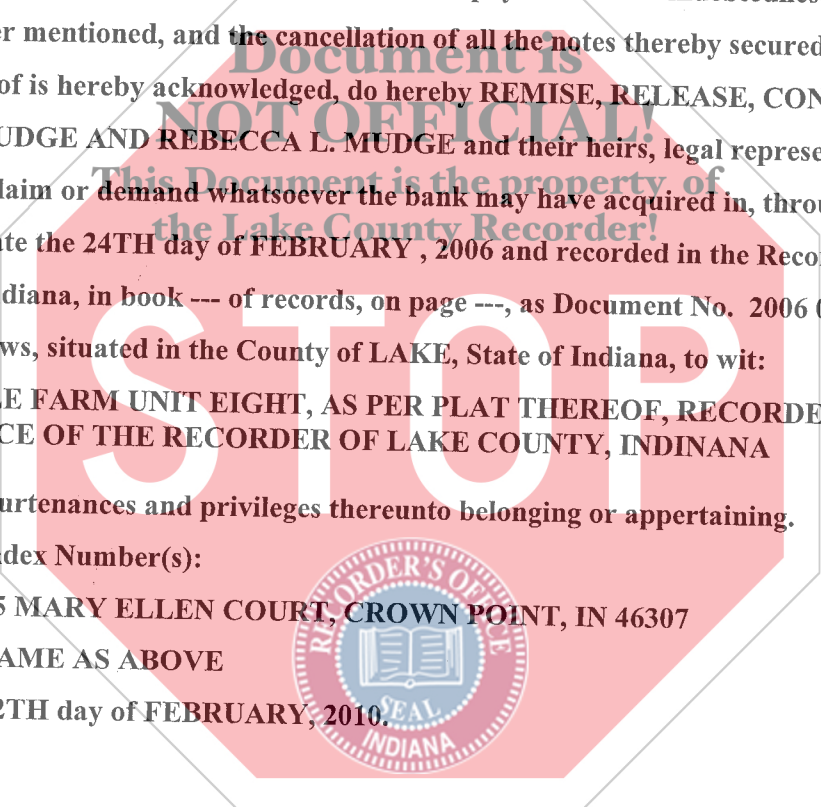 er mentioned, and the cancellation of all the notes thereby secured
Document is
of is hereby acknowledged, do hereby REMISE, RELEASE, CON
NOT OFFICIAL!
UDGE AND REBECCA L. MUDGE and their heirs, legal represe
This Document is the property of
laim or demand whatsoever the bank may have acquired in, throu
the Lake County Recorder!
ate the 24TH day of FEBRUARY , 2006 and recorded in the Reco
diana, in book --- of records, on page ---, as Document No. 2006 0
ws, situated in the County of LAKE, State of Indiana, to wit:
STOP
LE FARM UNIT EIGHT, AS PER PLAT THEREOF, RECORDE
CE OF THE RECORDER OF LAKE COUNTY, INDINANA
urtenances and privileges thereunto belonging or appertaining.
dex Number(s):
5 MARY ELLEN COURT, CROWN POINT, IN 46307
AME AS ABOVE
2TH day of FEBRUARY, 2010.
RECORDER'S OFFICE
SEAL
INDIANA